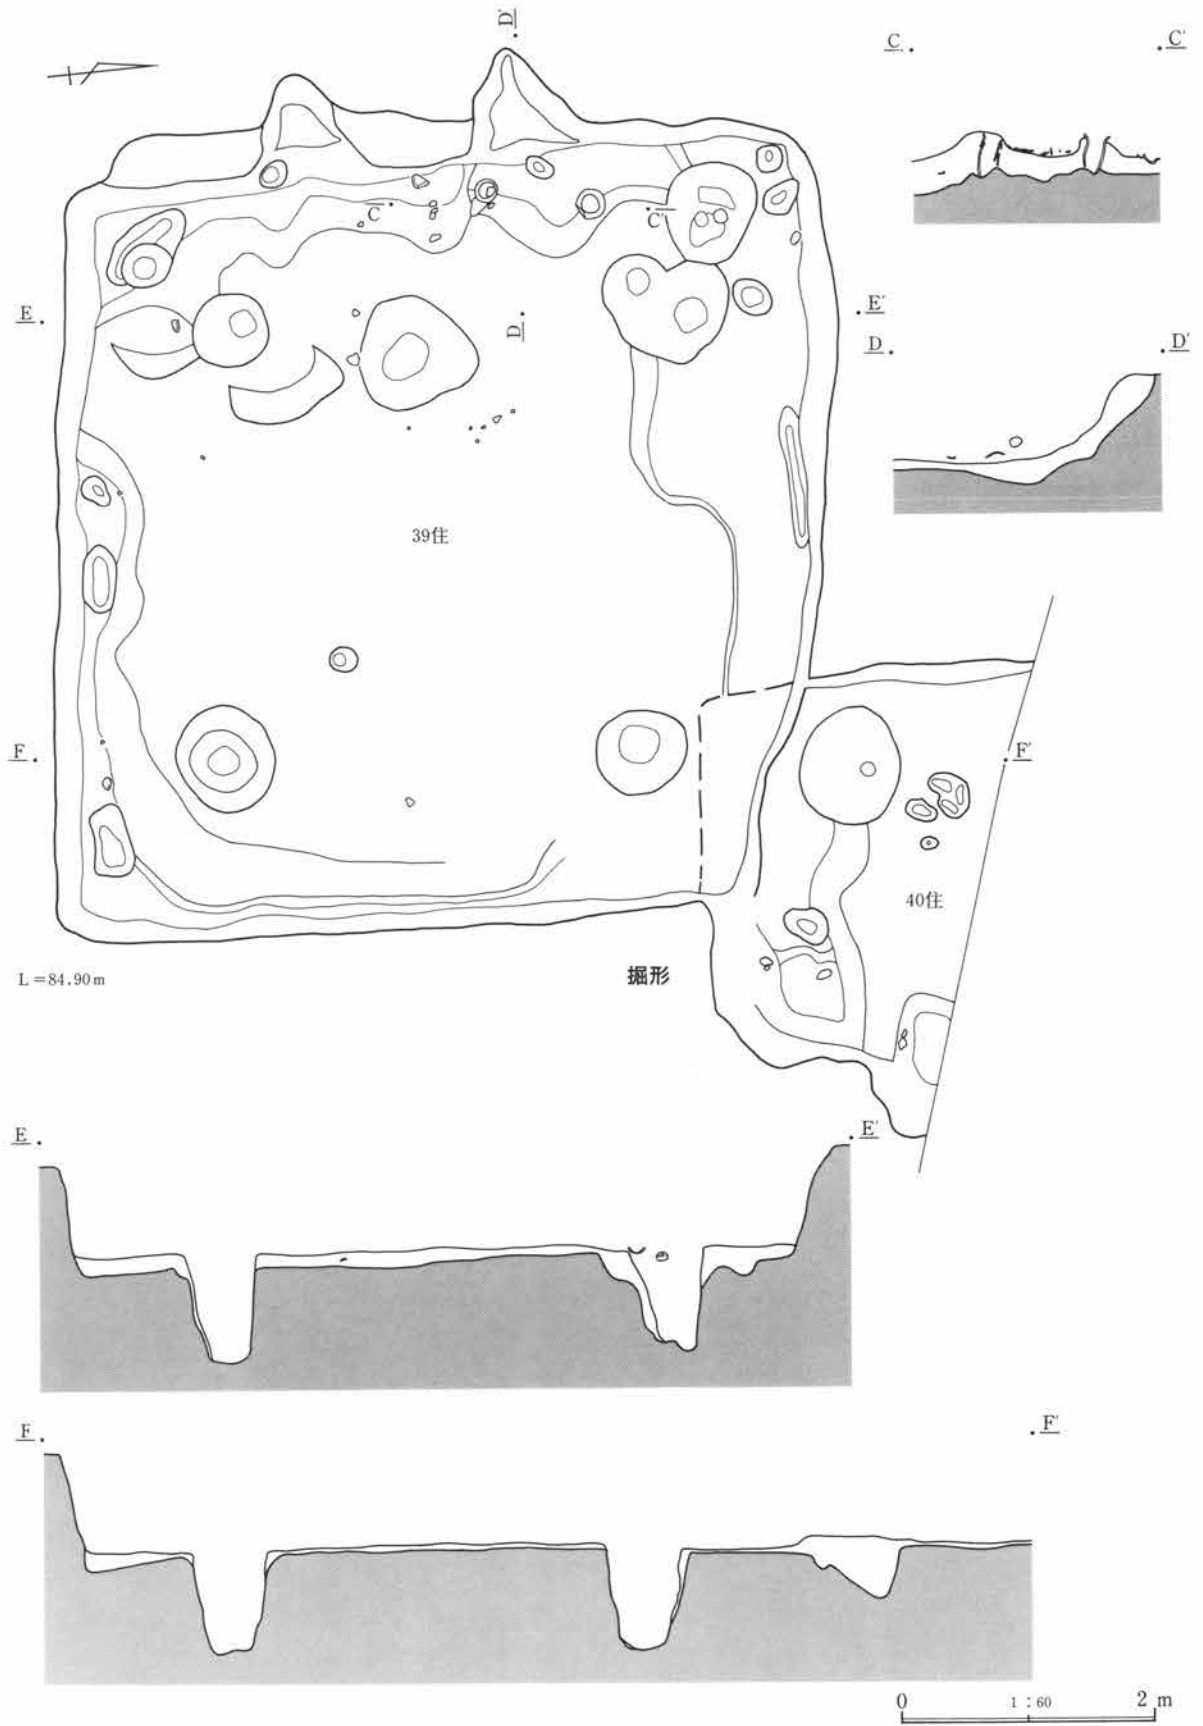 D′
C C′
C C′
E E′
D
D D′
39住
F F′
40住
L=84.90m
掘形
E E′
F F′
0 1:60 2m